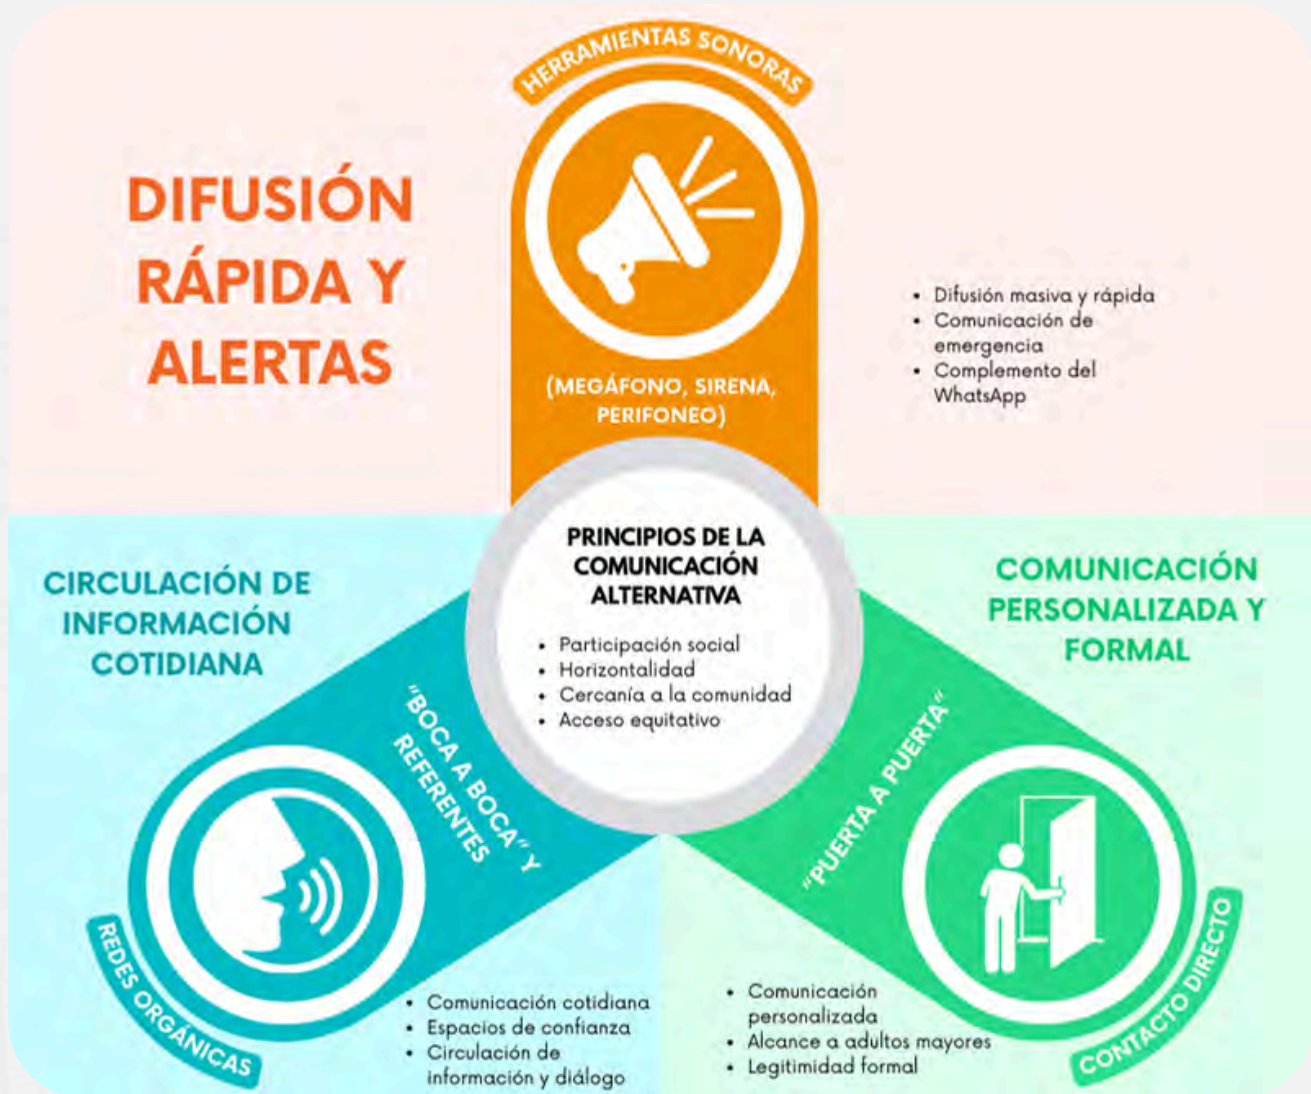 HERRAMIENTAS SONORAS
DIFUSIÓN
RÁPIDA Y
ALERTAS
(MEGÁFONO, SIRENA,
PERIFONEO)
• Difusión masiva y rápida
• Comunicación de
emergencia
• Complemento del
WhatsApp
PRINCIPIOS DE LA
COMUNICACIÓN
ALTERNATIVA
• Participación social
• Horizontalidad
• Cercanía a la comunidad
• Acceso equitativo
CIRCULACIÓN DE
INFORMACIÓN
COTIDIANA
"BOCA A BOCA" Y
REFERENTES
REDES ORGÁNICAS
• Comunicación cotidiana
• Espacios de confianza
• Circulación de
información y diálogo
COMUNICACIÓN
PERSONALIZADA Y
FORMAL
"PUERTA A PUERTA"
CONTACTO DIRECTO
• Comunicación
personalizada
• Alcance a adultos mayores
• Legitimidad formal